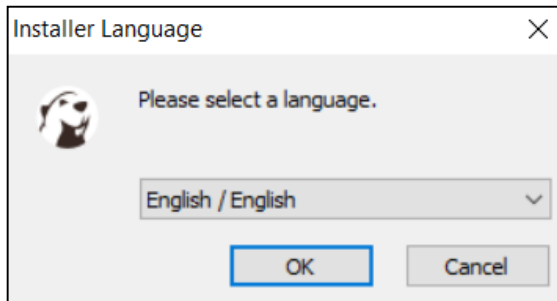 Installer Language
Please select a language.
English / English
OK
Cancel